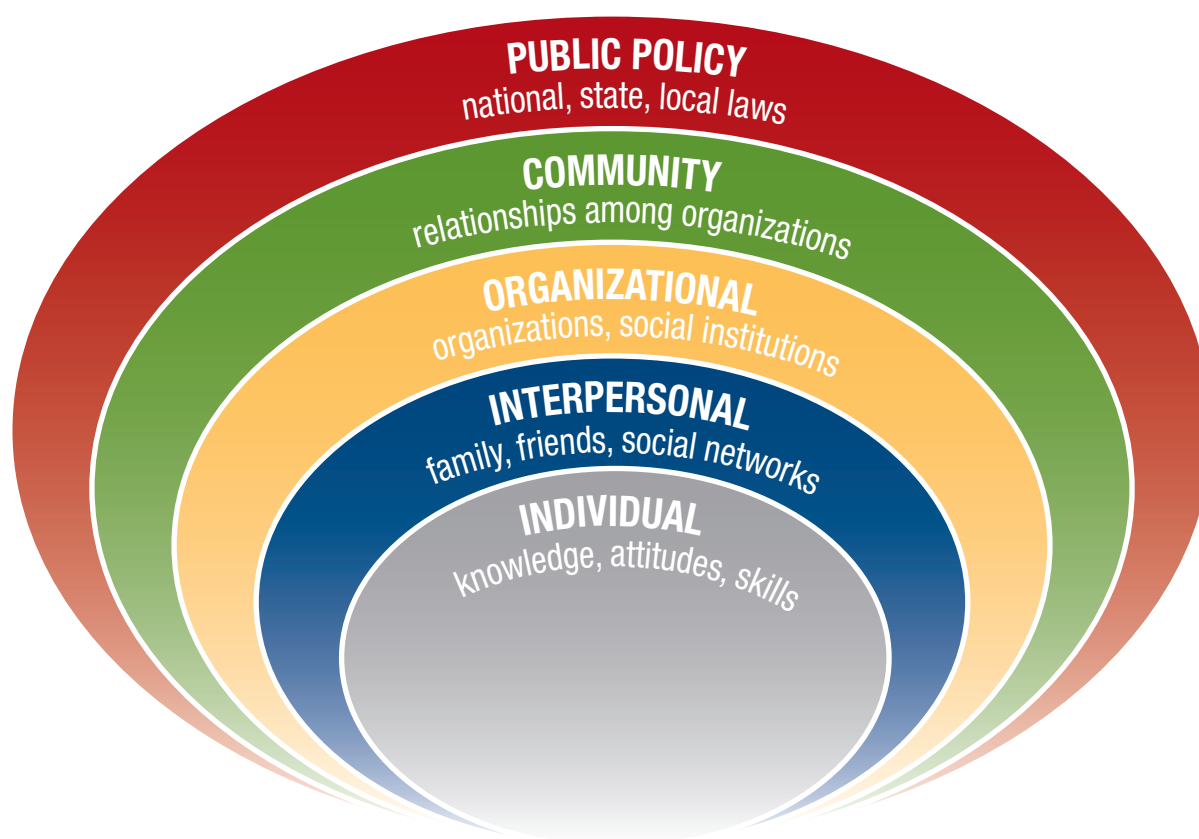 PUBLIC POLICY
national, state, local laws
COMMUNITY
relationships among organizations
ORGANIZATIONAL
organizations, social institutions
INTERPERSONAL
family, friends, social networks
INDIVIDUAL
knowledge, attitudes, skills